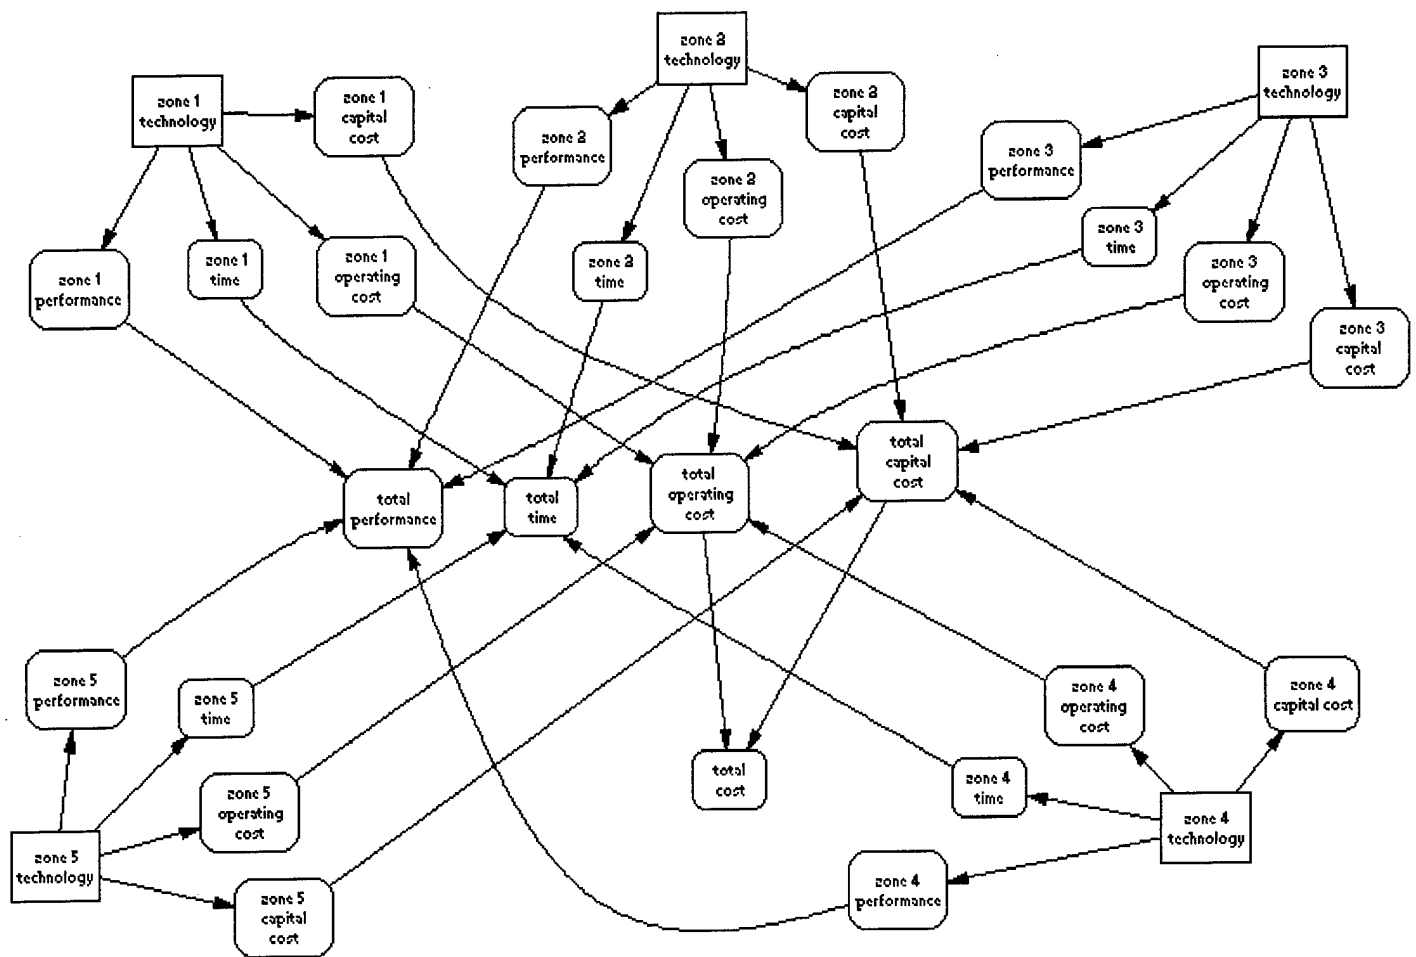 zone 1
technology
zone 1
capital
cost
zone 2
technology
zone 2
capital
cost
zone 3
technology
zone 2
performance
zone 2
operating
cost
zone 3
performance
zone 1
performance
zone 1
time
zone 1
operating
cost
zone 2
time
zone 3
time
zone 3
operating
cost
zone 3
capital
cost
total
performance
total
time
total
operating
cost
total
capital
cost
zone 5
performance
zone 5
time
zone 4
operating
cost
zone 4
capital cost
zone 5
operating
cost
total
cost
zone 4
time
zone 4
technology
zone 5
technology
zone 5
capital
cost
zone 4
performance